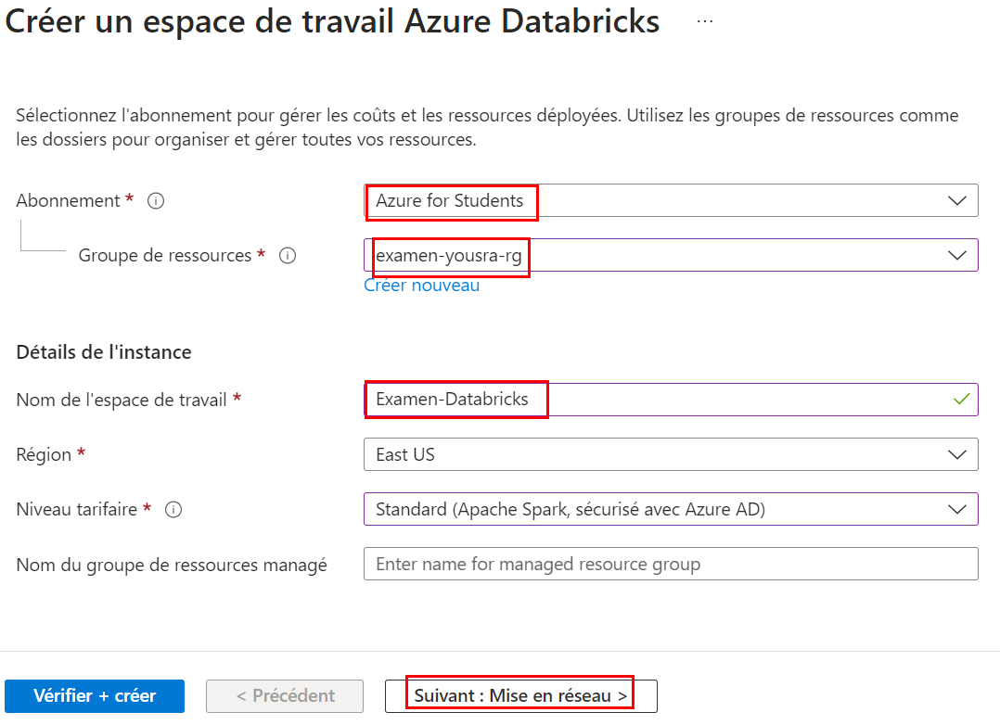 Créer un espace de travail Azure Databricks ...
Sélectionnez l'abonnement pour gérer les coûts et les ressources déployées. Utilisez les groupes de ressources comme
les dossiers pour organiser et gérer toutes vos ressources.
Abonnement *
Azure for Students
Groupe de ressources *
examen-yousra-rg
Créer nouveau
Détails de l'instance
Nom de l'espace de travail *
Examen-Databricks
Région *
East US
Niveau tarifaire *
Standard (Apache Spark, sécurisé avec Azure AD)
Nom du groupe de ressources managé
Enter name for managed resource group
Vérifier + créer
< Précédent
Suivant : Mise en réseau >